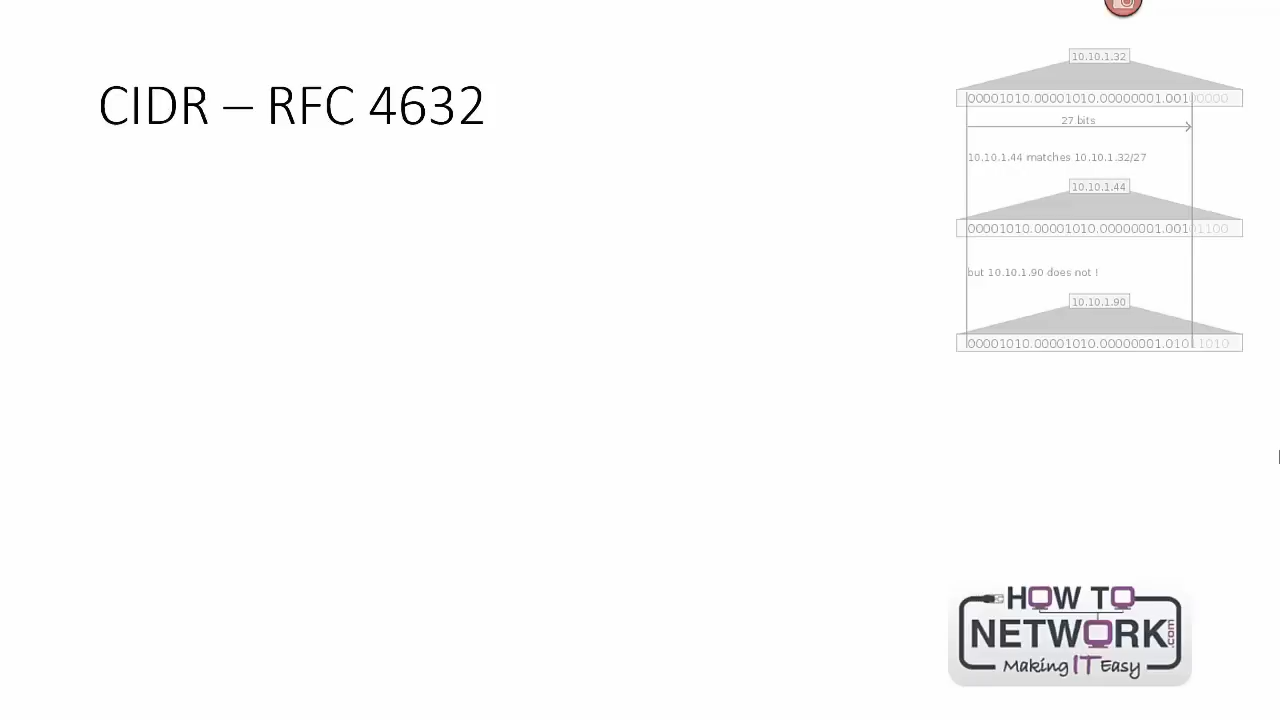 CIDR – RFC 4632
10.10.1.32
00001010.00001010.00000001.00100000
27 bits
10.10.1.44 matches 10.10.1.32/27
10.10.1.44
00001010.00001010.00000001.00101100
but 10.10.1.90 does not !
10.10.1.90
00001010.00001010.00000001.01011010
HOW TO
NETWORK.com
Making IT Easy